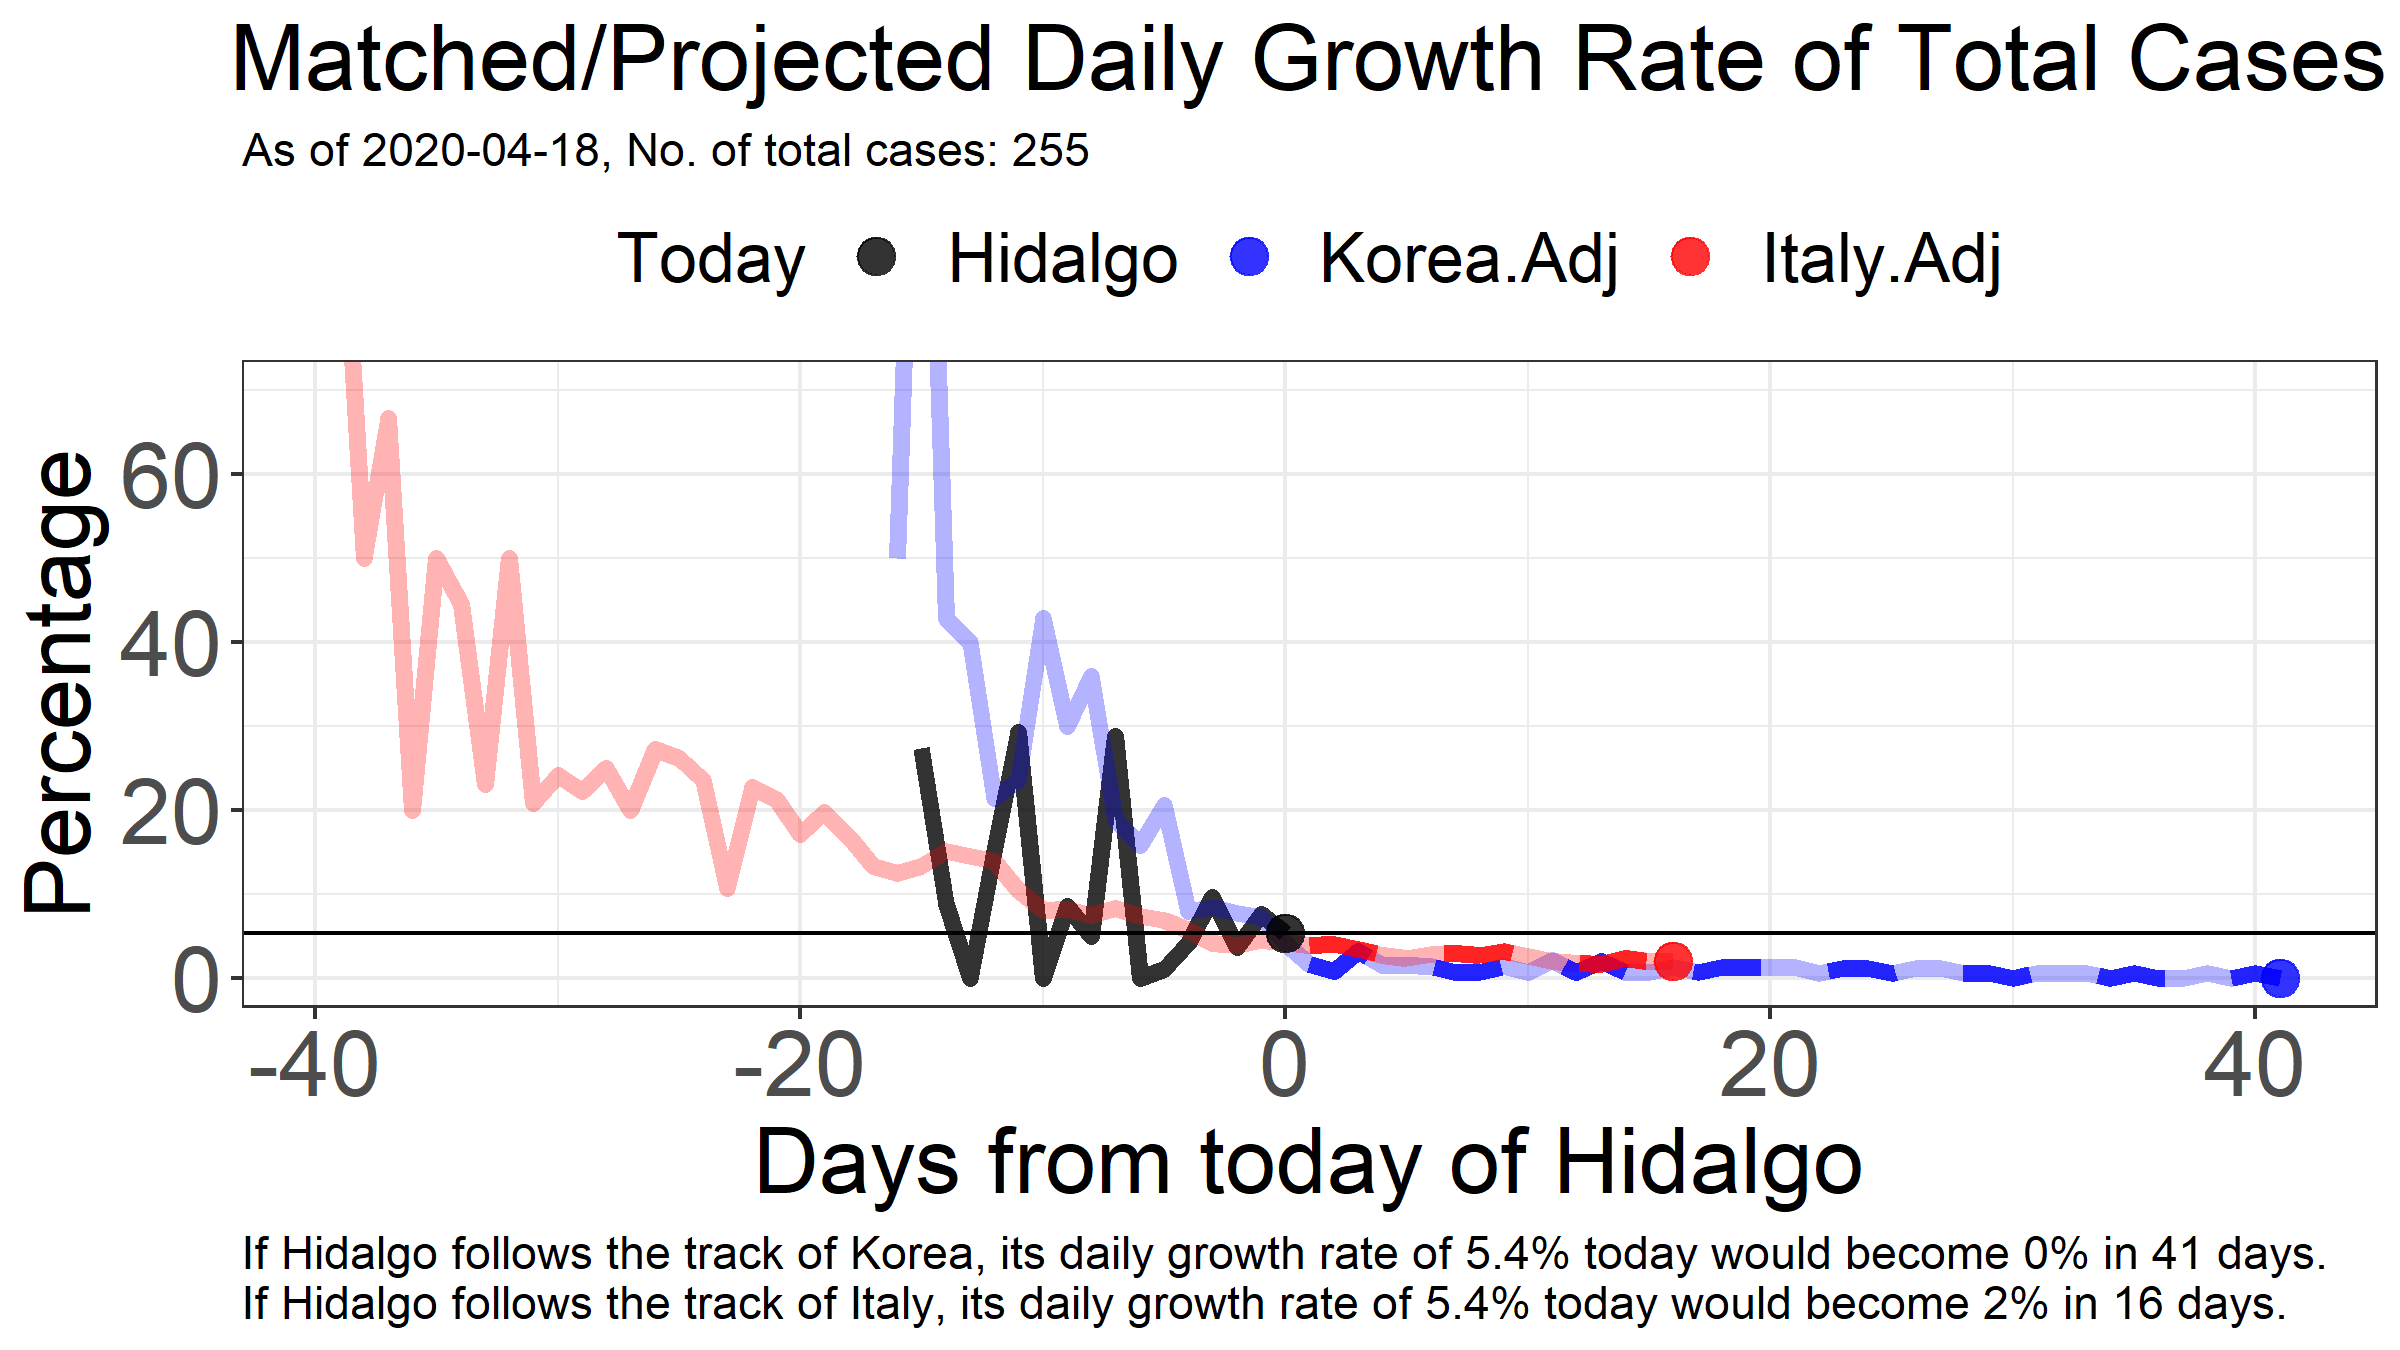 Matched/Projected Daily Growth Rate of Total Cases
As of 2020-04-18, No. of total cases: 255
Today Hidalgo Korea.Adj Italy.Adj
Percentage
60
40
20
0
-40 -20 0 20 40
Days from today of Hidalgo
If Hidalgo follows the track of Korea, its daily growth rate of 5.4% today would become 0% in 41 days.
If Hidalgo follows the track of Italy, its daily growth rate of 5.4% today would become 2% in 16 days.